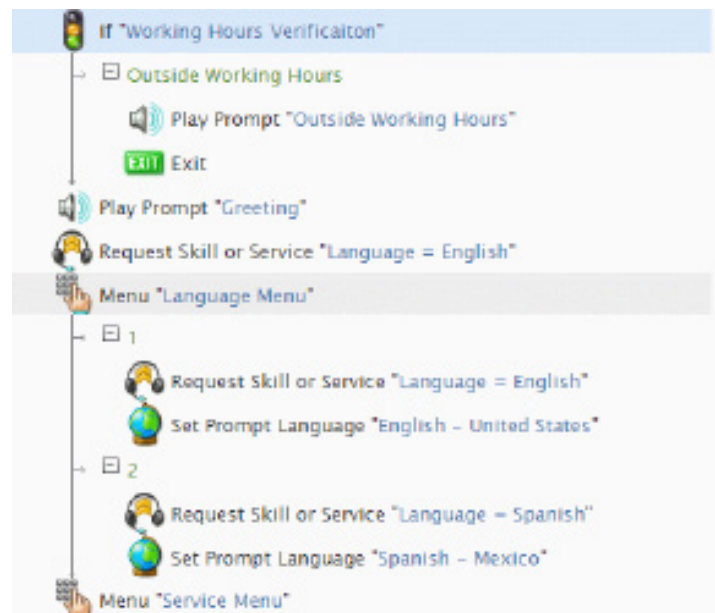 If "Working Hours Verificaiton"
Outside Working Hours
Play Prompt "Outside Working Hours"
EXIT Exit
Play Prompt "Greeting"
Request Skill or Service "Language = English"
Menu "Language Menu"
1
Request Skill or Service "Language = English"
Set Prompt Language "English – United States"
2
Request Skill or Service "Language = Spanish"
Set Prompt Language "Spanish – Mexico"
Menu "Service Menu"